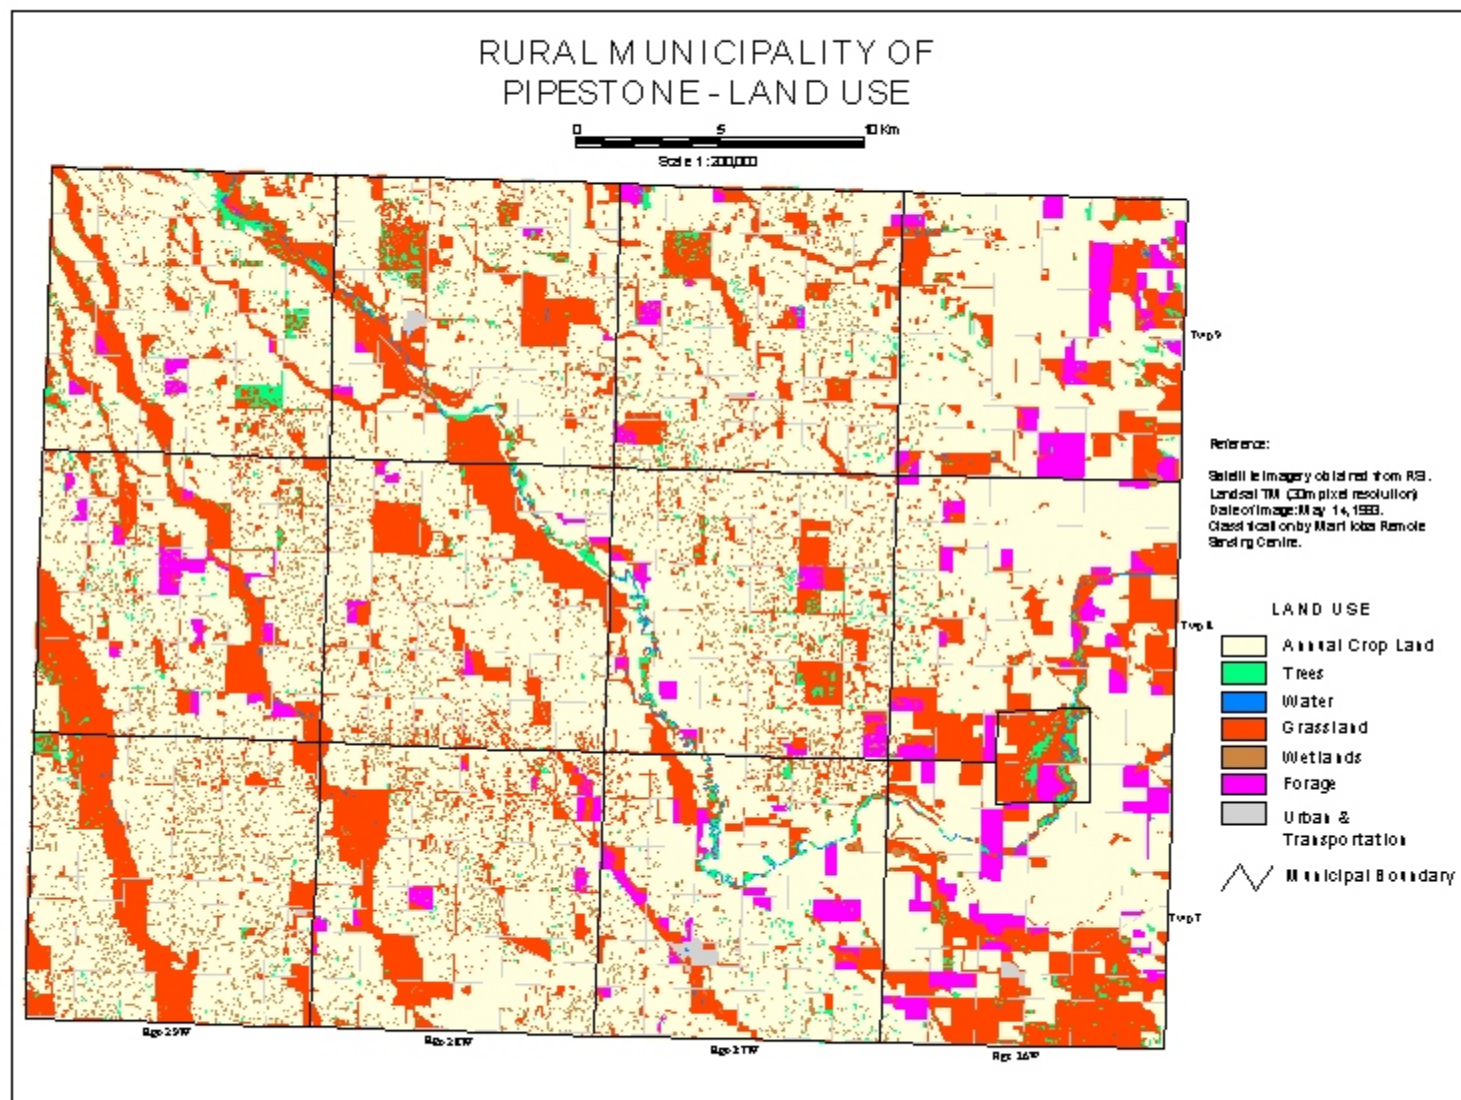 RURAL MUNICIPALITY OF
PIPESTONE - LAND USE
0 5 10 Km
Scale 1 : 200,000
Twp 9
Reference:
Satellite imagery obtained from RSI.
Landsat TM (30m pixel resolution)
Date of Image: May 14, 1993.
Classification by Manitoba Remote
Sensing Centre.
LAND USE
Twp 8
Annual Crop Land
Trees
Water
Grassland
Wetlands
Forage
Urban &
Transportation
Municipal Boundary
Twp 7
Rge 29W
Rge 28W
Rge 27W
Rge 26W